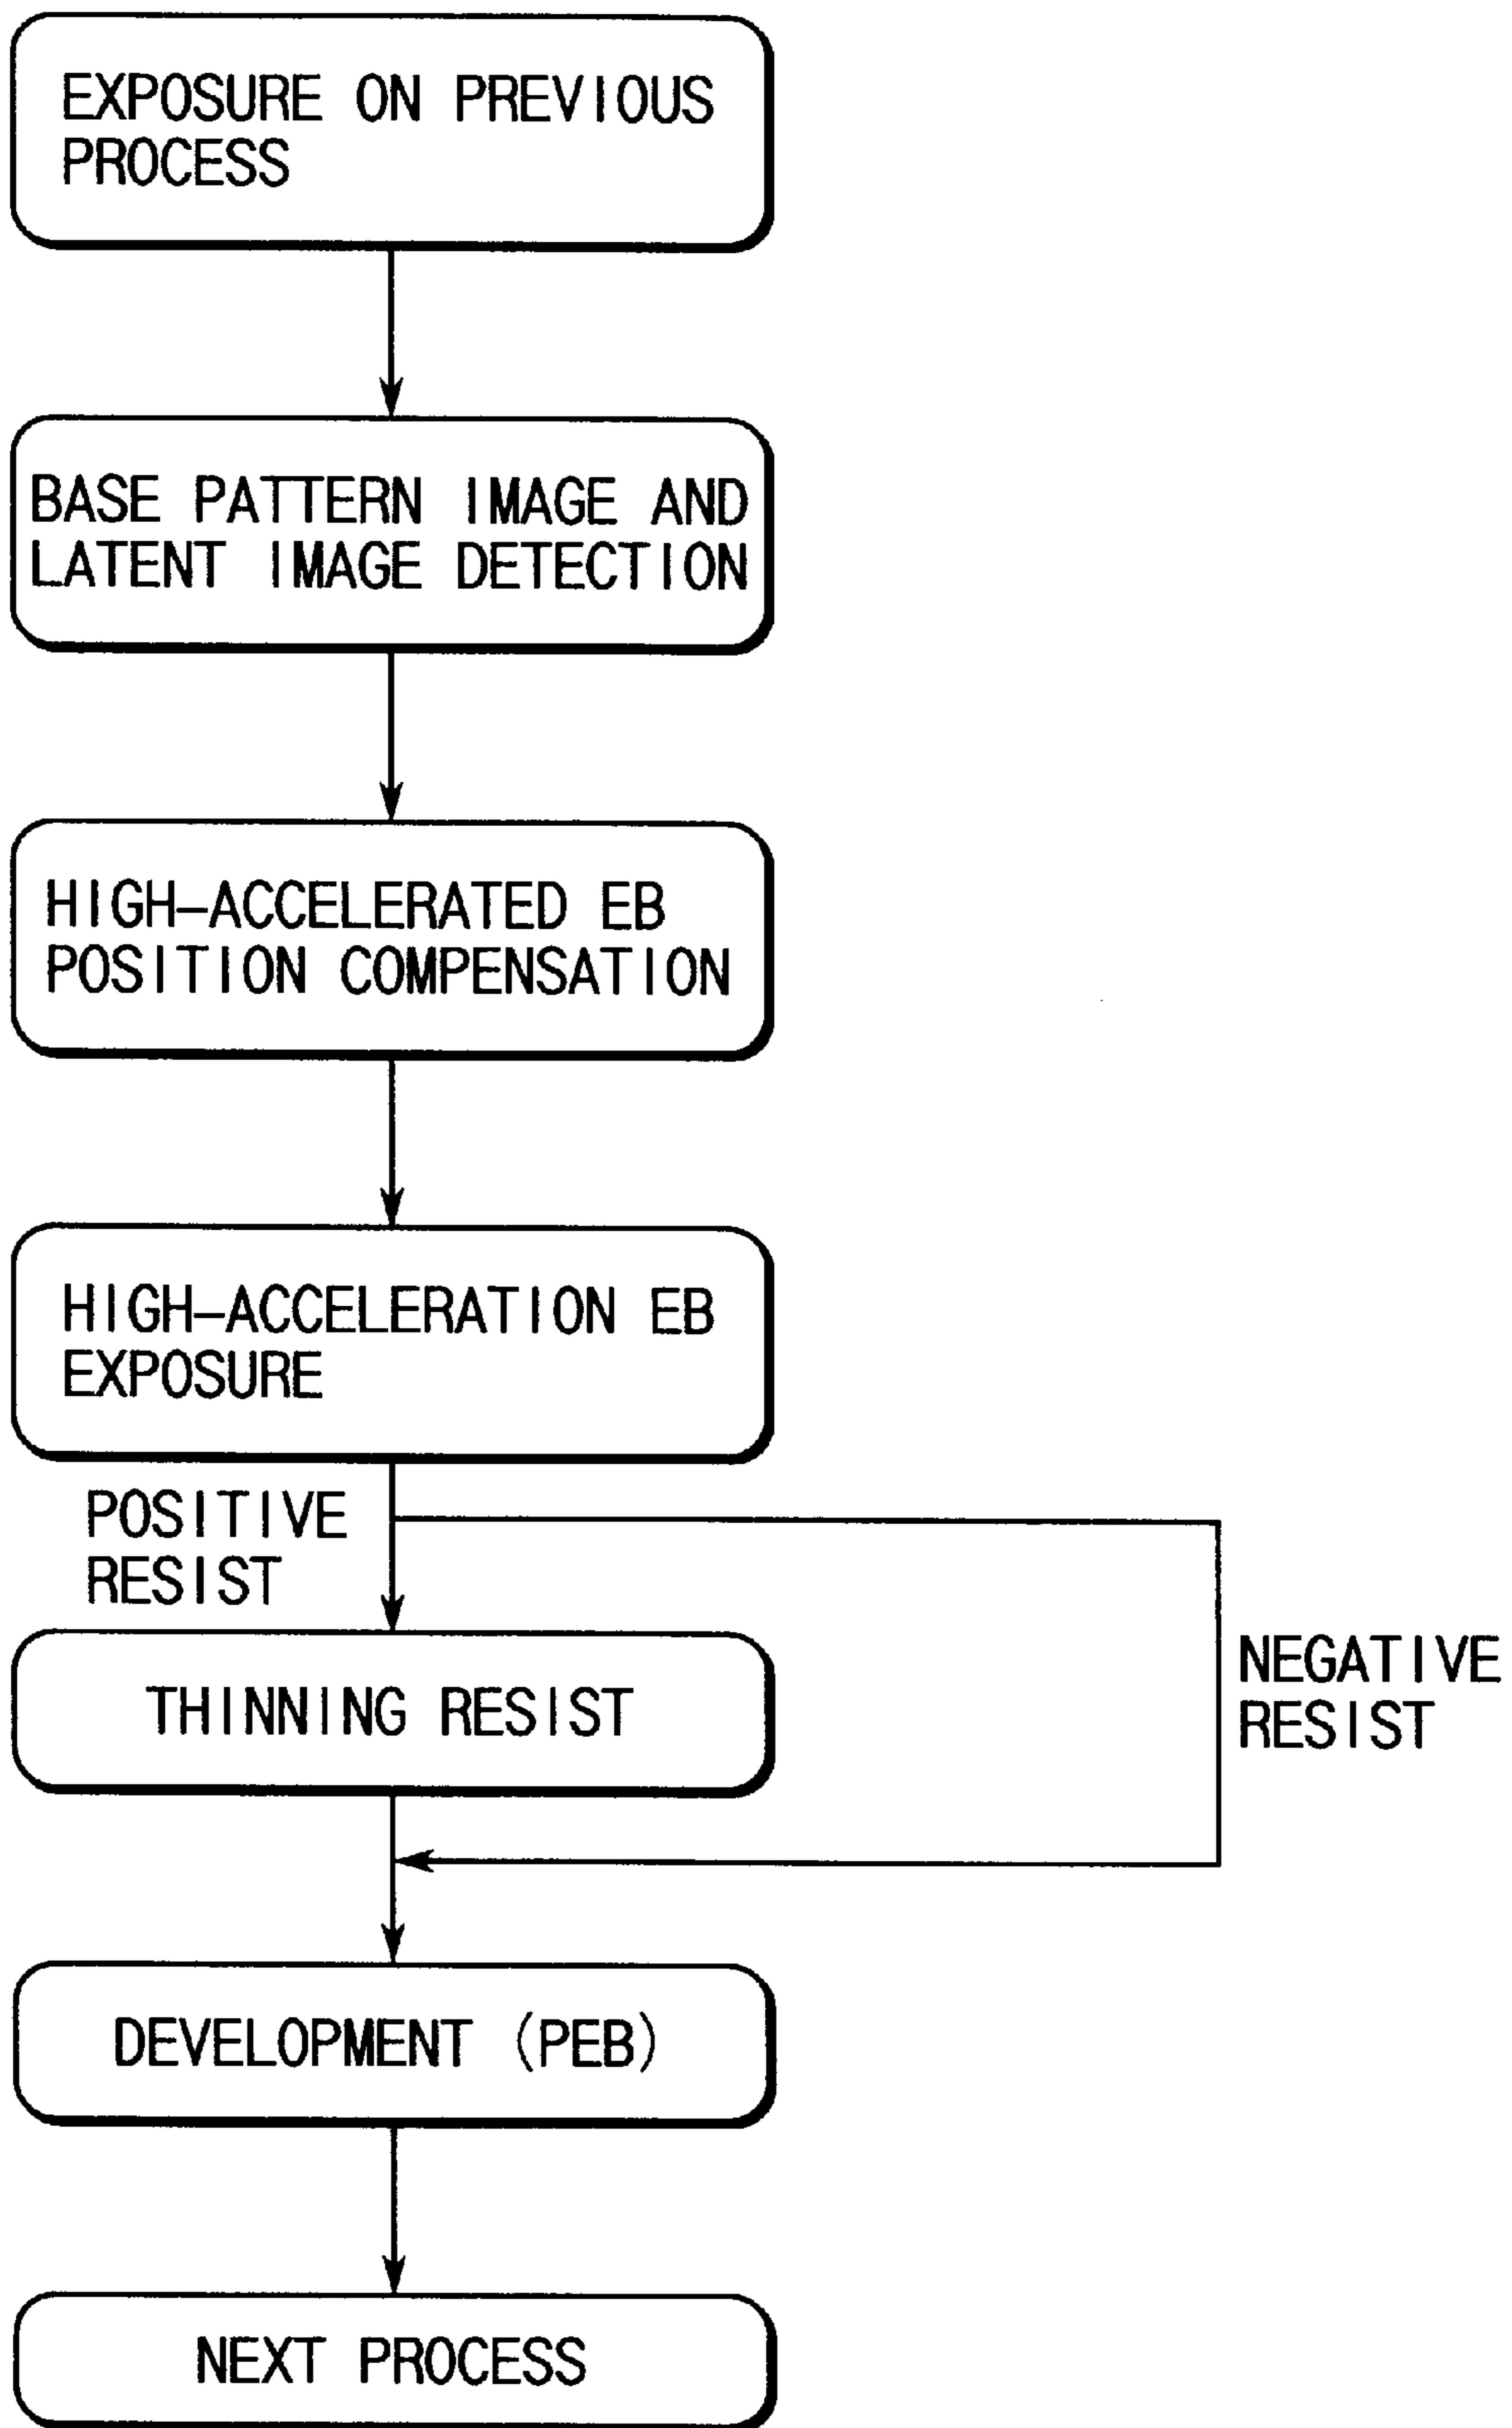 EXPOSURE ON PREVIOUS
PROCESS
BASE PATTERN IMAGE AND
LATENT IMAGE DETECTION
HIGH-ACCELERATED EB
POSITION COMPENSATION
HIGH-ACCELERATION EB
EXPOSURE
POSITIVE
RESIST
THINNING RESIST
NEGATIVE
RESIST
DEVELOPMENT (PEB)
NEXT PROCESS